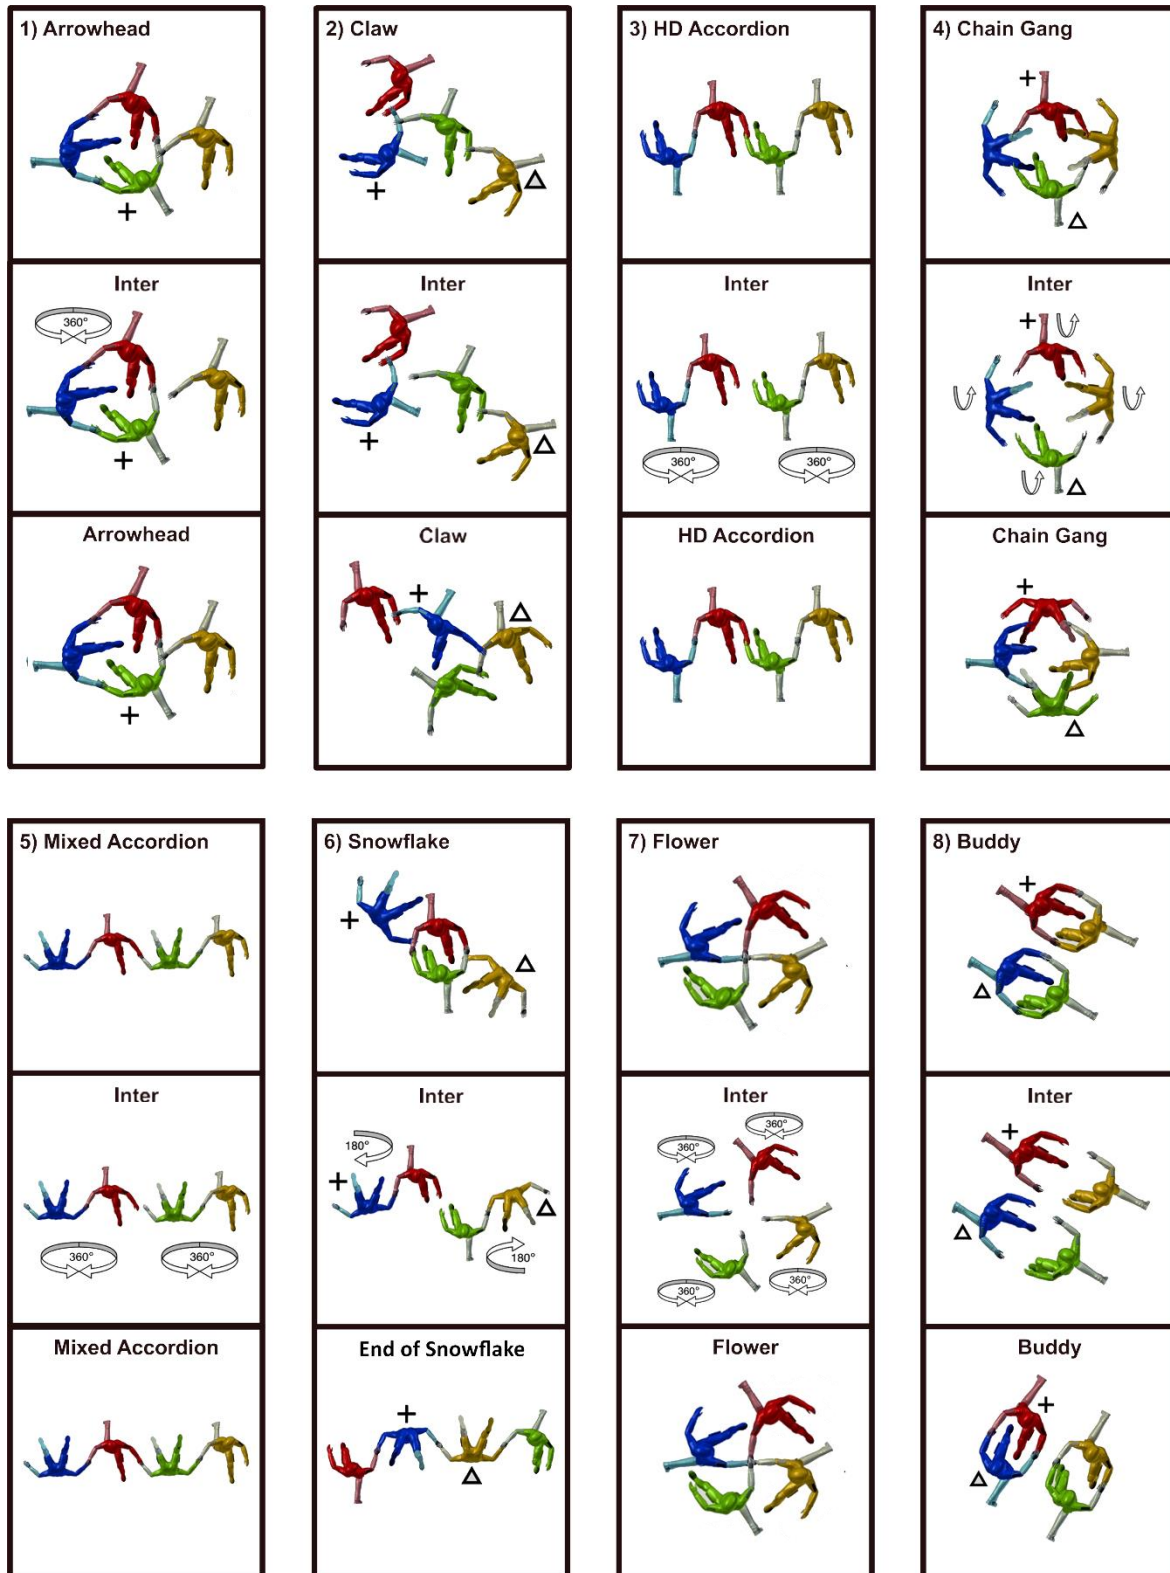 1) Arrowhead
Inter
360°
Arrowhead
2) Claw
Inter
Claw
3) HD Accordion
Inter
360°
360°
HD Accordion
4) Chain Gang
Inter
Chain Gang
5) Mixed Accordion
Inter
360°
360°
Mixed Accordion
6) Snowflake
Inter
180°
180°
End of Snowflake
7) Flower
Inter
360°
360°
360°
360°
Flower
8) Buddy
Inter
Buddy